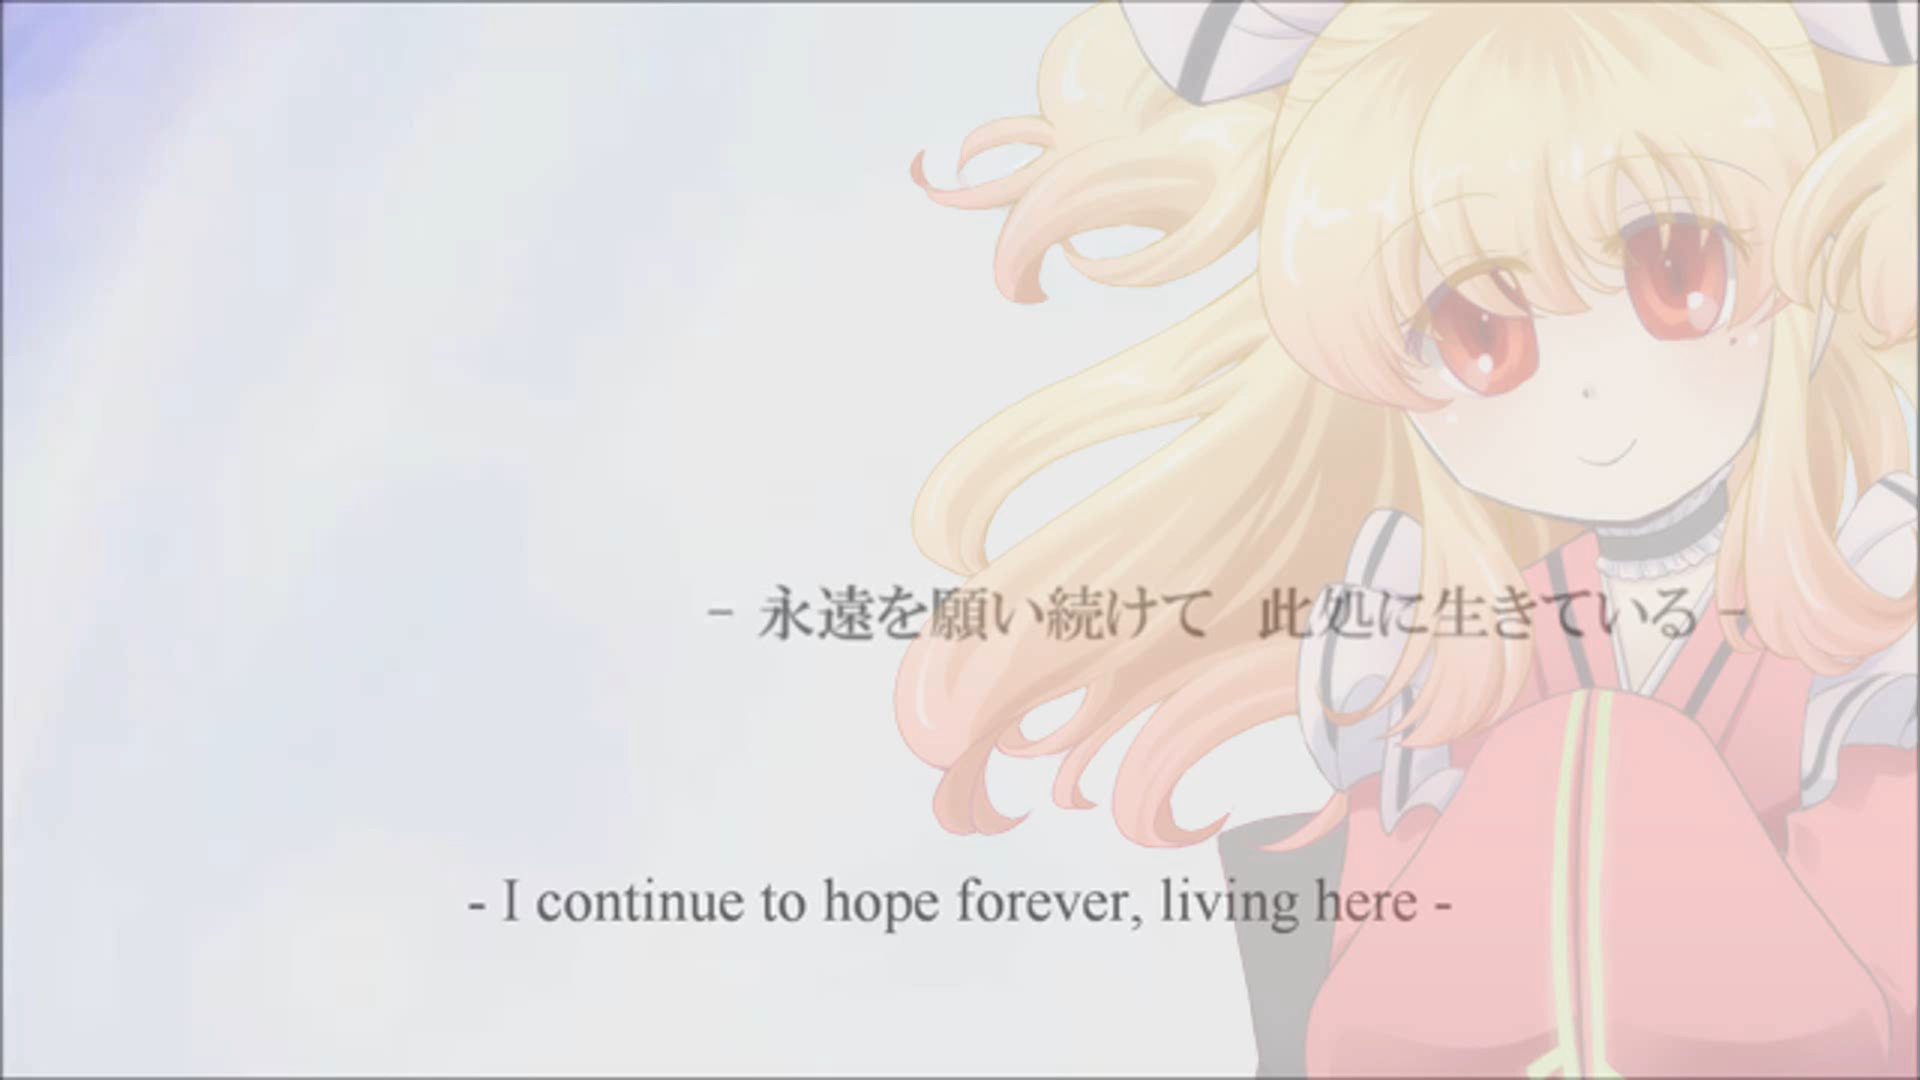 - 永遠を願い続けて　此処に生きている -
- I continue to hope forever, living here -